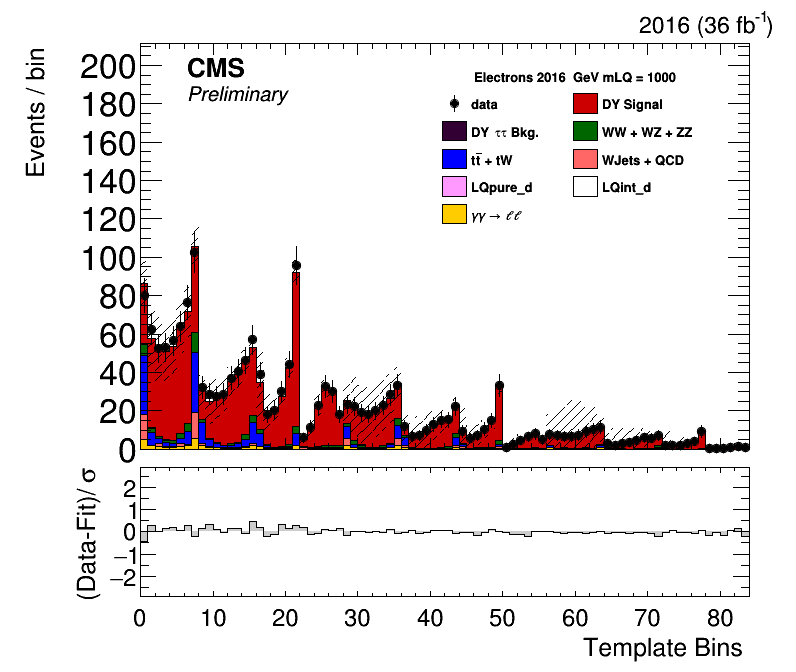 2016 (36 fb⁻¹)
CMS
Preliminary
Events / bin
Electrons 2016 GeV mLQ = 1000
data
DY Signal
DY ττ Bkg.
WW + WZ + ZZ
tt̄ + tW
WJets + QCD
LQpure_d
LQint_d
γγ → ℓℓ
200
180
160
140
120
100
80
60
40
20
0
(Data-Fit)/ σ
2
1
0
−1
−2
0 10 20 30 40 50 60 70 80
Template Bins